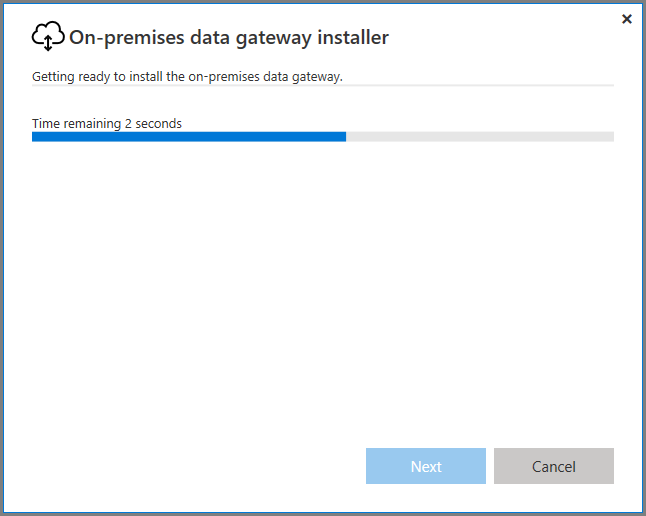 On-premises data gateway installer
Getting ready to install the on-premises data gateway.
Time remaining 2 seconds
Next
Cancel